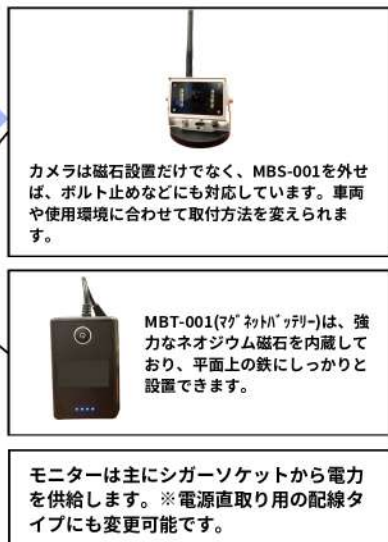 カメラは磁石設置だけでなく、MBS-001を外せ
ば、ボルト止めなどにも対応しています。車両
や使用環境に合わせて取付方法を変えられま
す。
MBT-001(ﾏｸﾞﾈｯﾄﾊﾞｯﾃﾘｰ)は、強
力なネオジウム磁石を内蔵して
おり、平面上の鉄にしっかりと
設置できます。
モニターは主にシガーソケットから電力
を供給します。※電源直取り用の配線タ
イプにも変更可能です。